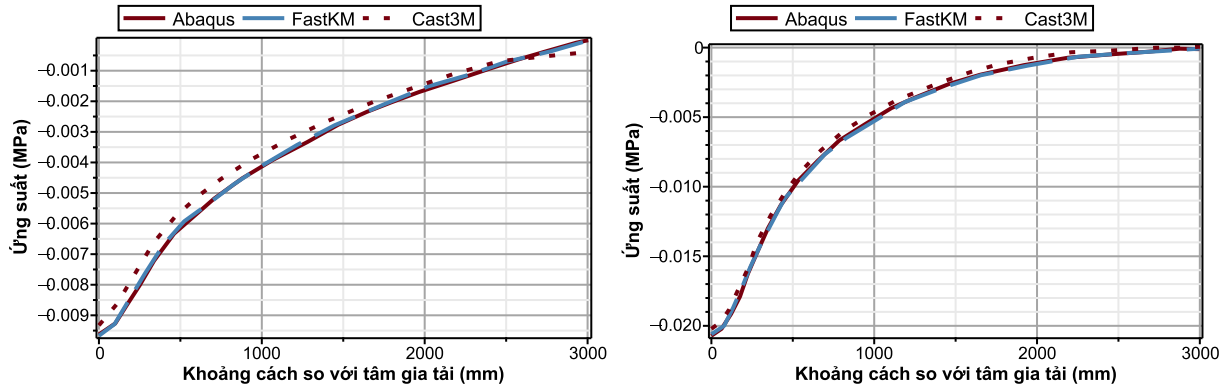 Abaqus FastKM Cast3M
Ứng suất (MPa)
−0.001
−0.002
−0.003
−0.004
−0.005
−0.006
−0.007
−0.008
−0.009
0 1000 2000 3000
Khoảng cách so với tâm gia tải (mm)
Abaqus FastKM Cast3M
Ứng suất (MPa)
0
−0.005
−0.010
−0.015
−0.020
0 1000 2000 3000
Khoảng cách so với tâm gia tải (mm)